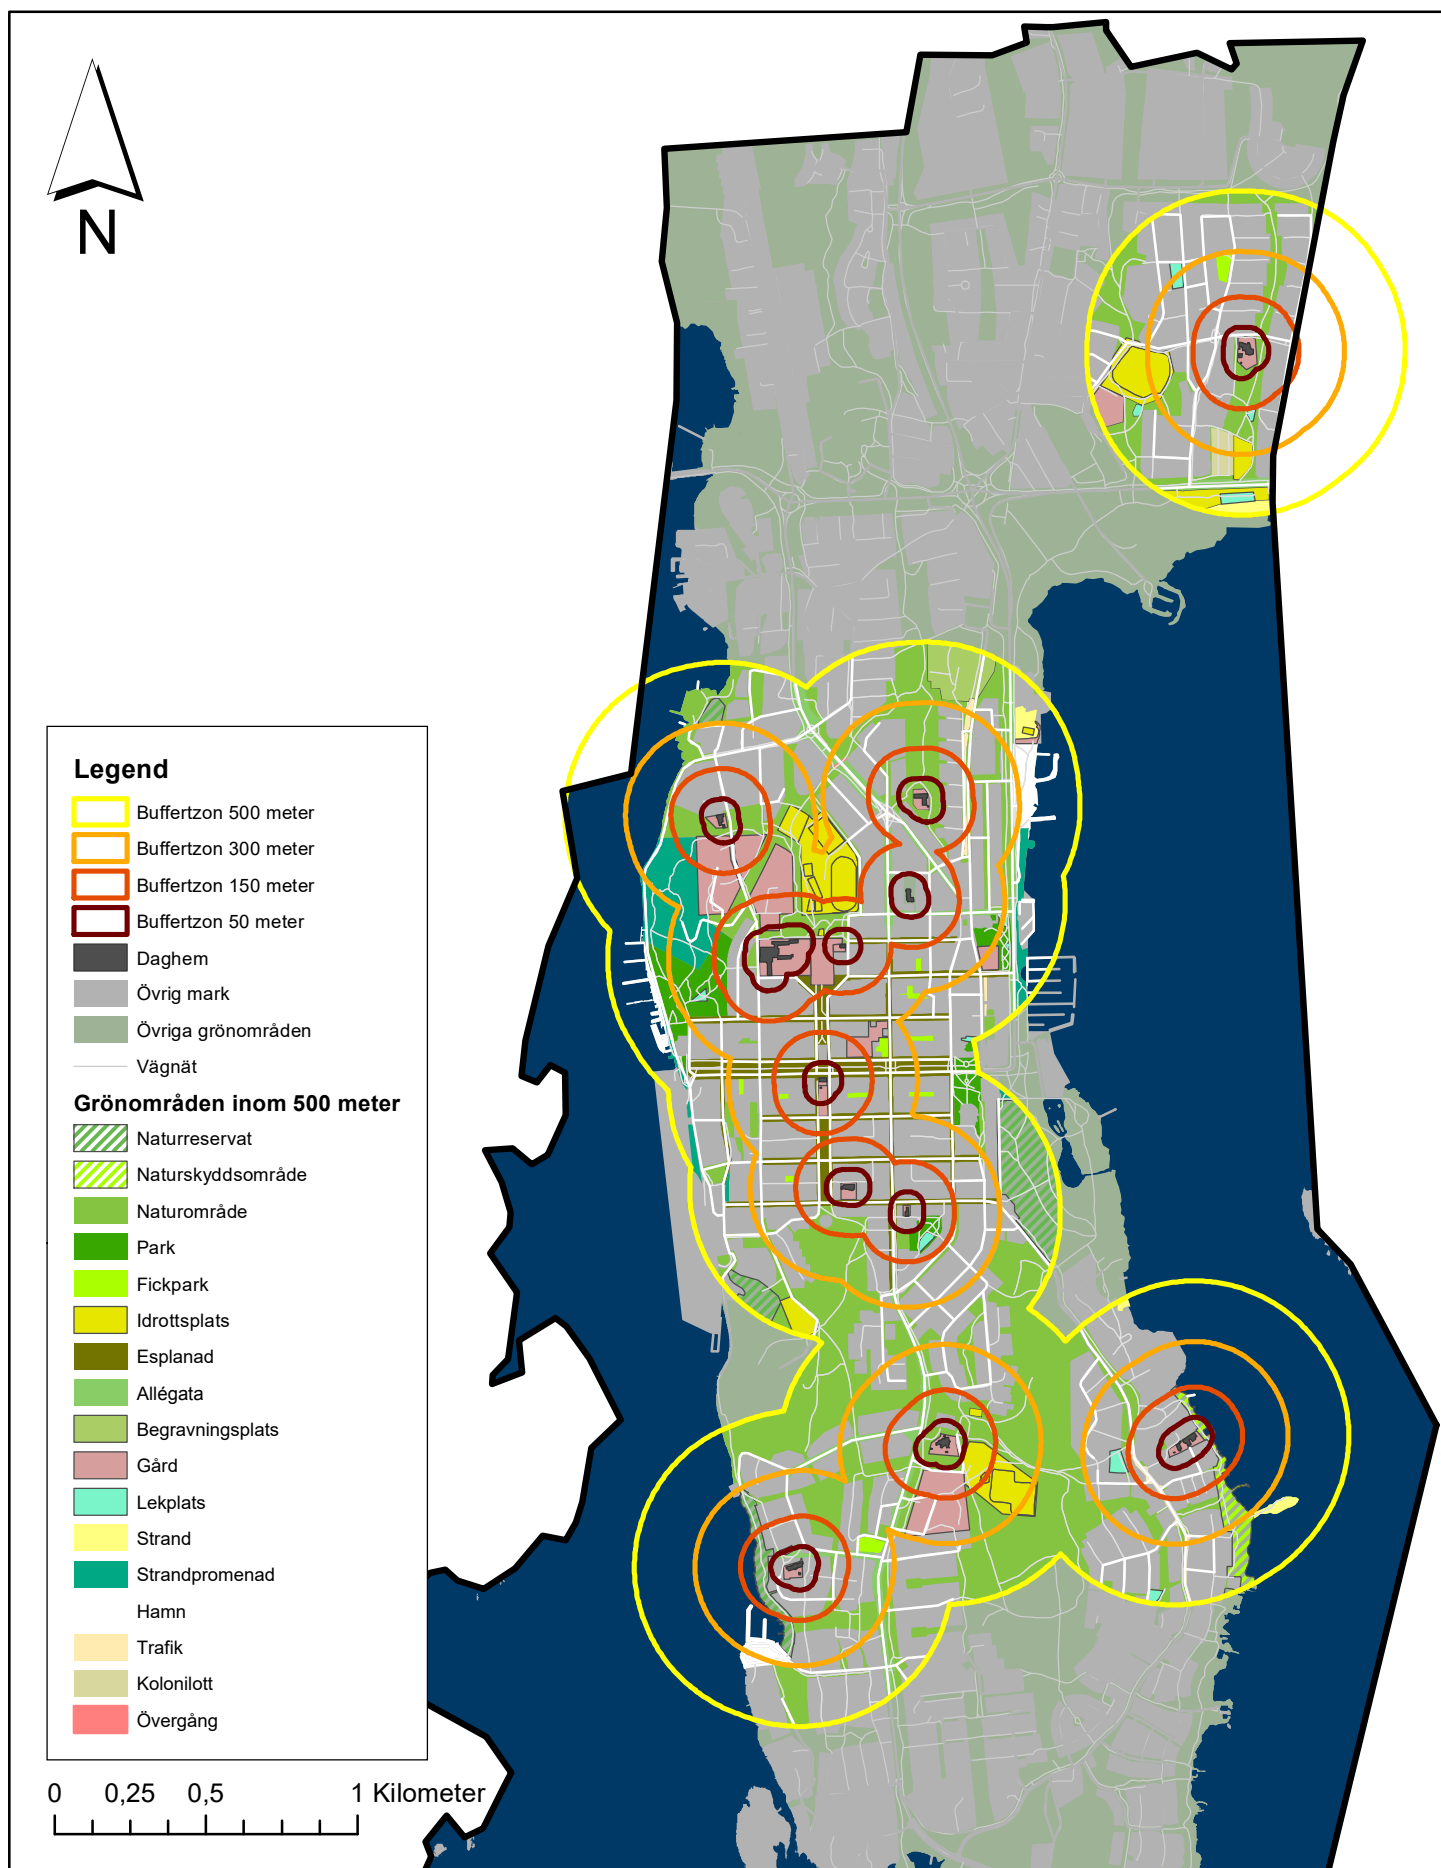 N
Legend
Buffertzon 500 meter
Buffertzon 300 meter
Buffertzon 150 meter
Buffertzon 50 meter
Daghem
Övrig mark
Övriga grönområden
Vägnät
Grönområden inom 500 meter
Naturreservat
Naturskyddsområde
Naturområde
Park
Fickpark
Idrottsplats
Esplanad
Allégata
Begravningsplats
Gård
Lekplats
Strand
Strandpromenad
Hamn
Trafik
Kolonilott
Övergång
0 0,25 0,5 1 Kilometer